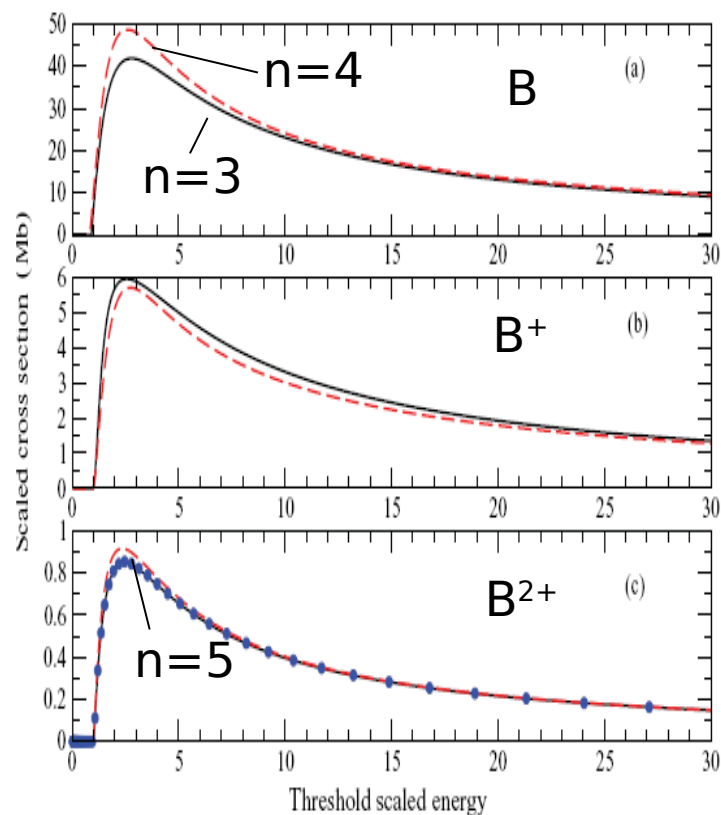 50
40
30
20
10
0
n=4
n=3
B
(a)
0 5 10 15 20 25 30
Scaled cross section (Mb)
6
5
4
3
2
1
0
B⁺
(b)
0 5 10 15 20 25 30
1
0.8
0.6
0.4
0.2
0
n=5
B²⁺
(c)
0 5 10 15 20 25 30
Threshold scaled energy